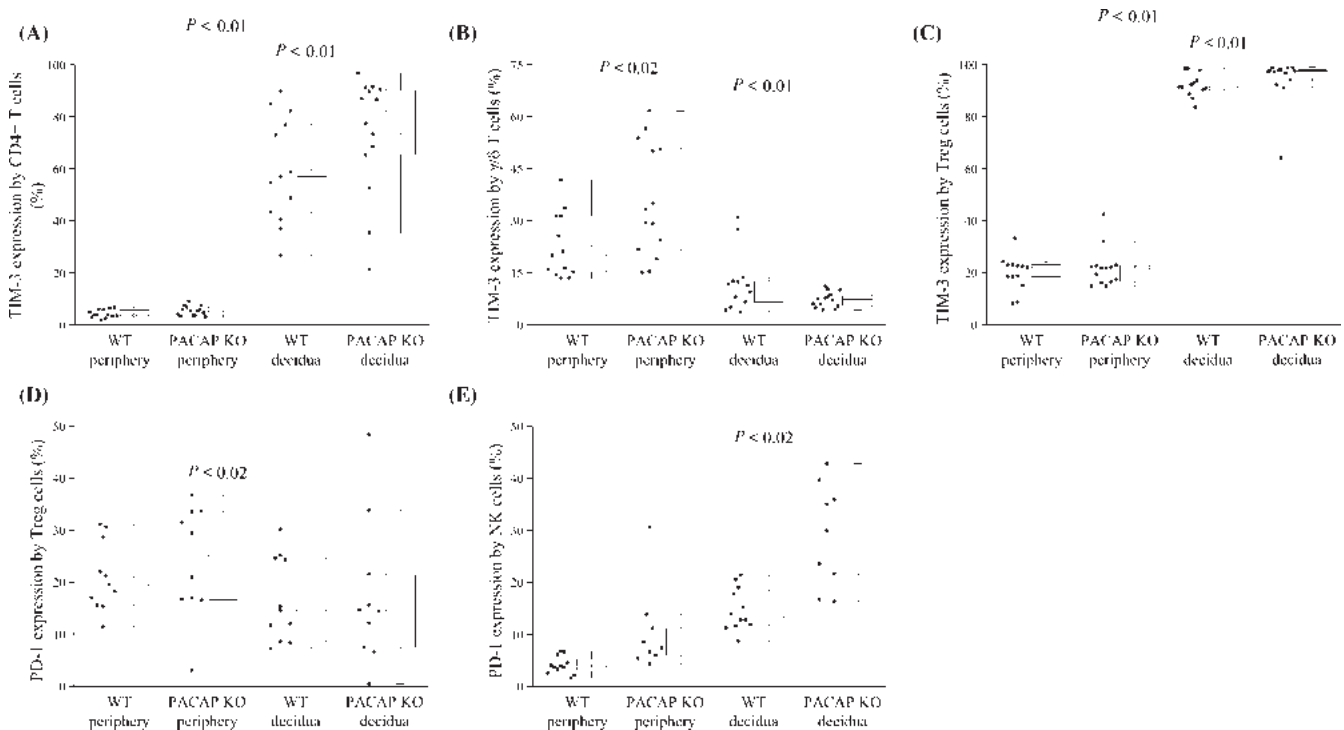 (A)
P < 0.01
P < 0.01
TIM-3 expression by CD4+ T cells
(%)
100
80
60
40
20
0
WT
periphery
PACAP KO
periphery
WT
decidua
PACAP KO
decidua
(B)
P < 0.02
P < 0.01
TIM-3 expression by γ/δ T cells (%)
75
60
45
30
15
0
WT
periphery
PACAP KO
periphery
WT
decidua
PACAP KO
decidua
(C)
P < 0.01
P < 0.01
TIM-3 expression by Treg cells (%)
100
80
60
40
20
0
WT
periphery
PACAP KO
periphery
WT
decidua
PACAP KO
decidua
(D)
P < 0.02
PD-1 expression by Treg cells (%)
50
40
30
20
10
0
WT
periphery
PACAP KO
periphery
WT
decidua
PACAP KO
decidua
(E)
P < 0.02
PD-1 expression by NK cells (%)
50
40
30
20
10
0
WT
periphery
PACAP KO
periphery
WT
decidua
PACAP KO
decidua